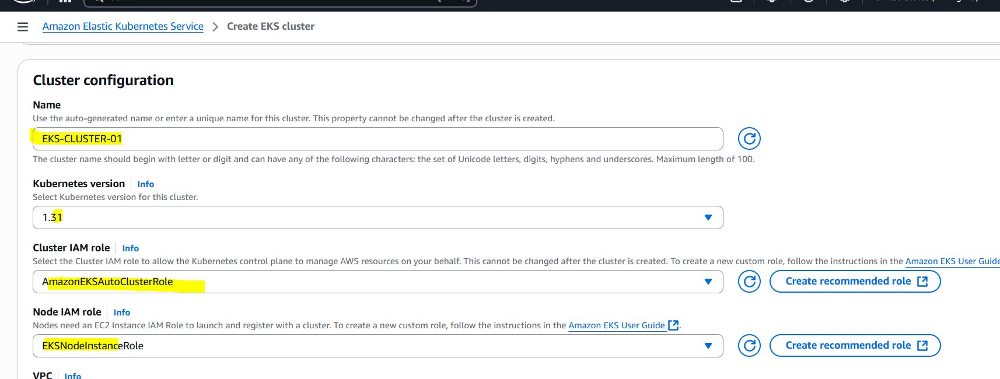 Amazon Elastic Kubernetes Service > Create EKS cluster
Cluster configuration
Name
Use the auto-generated name or enter a unique name for this cluster. This property cannot be changed after the cluster is created.
EKS-CLUSTER-01
The cluster name should begin with letter or digit and can have any of the following characters: the set of Unicode letters, digits, hyphens and underscores. Maximum length of 100.
Kubernetes version Info
Select Kubernetes version for this cluster.
1.31
Cluster IAM role Info
Select the Cluster IAM role to allow the Kubernetes control plane to manage AWS resources on your behalf. This cannot be changed after the cluster is created. To create a new custom role, follow the instructions in the Amazon EKS User Guide
AmazonEKSAutoClusterRole Create recommended role
Node IAM role Info
Nodes need an EC2 Instance IAM Role to launch and register with a cluster. To create a new custom role, follow the instructions in the Amazon EKS User Guide.
EKSNodeInstanceRole Create recommended role
VPC Info